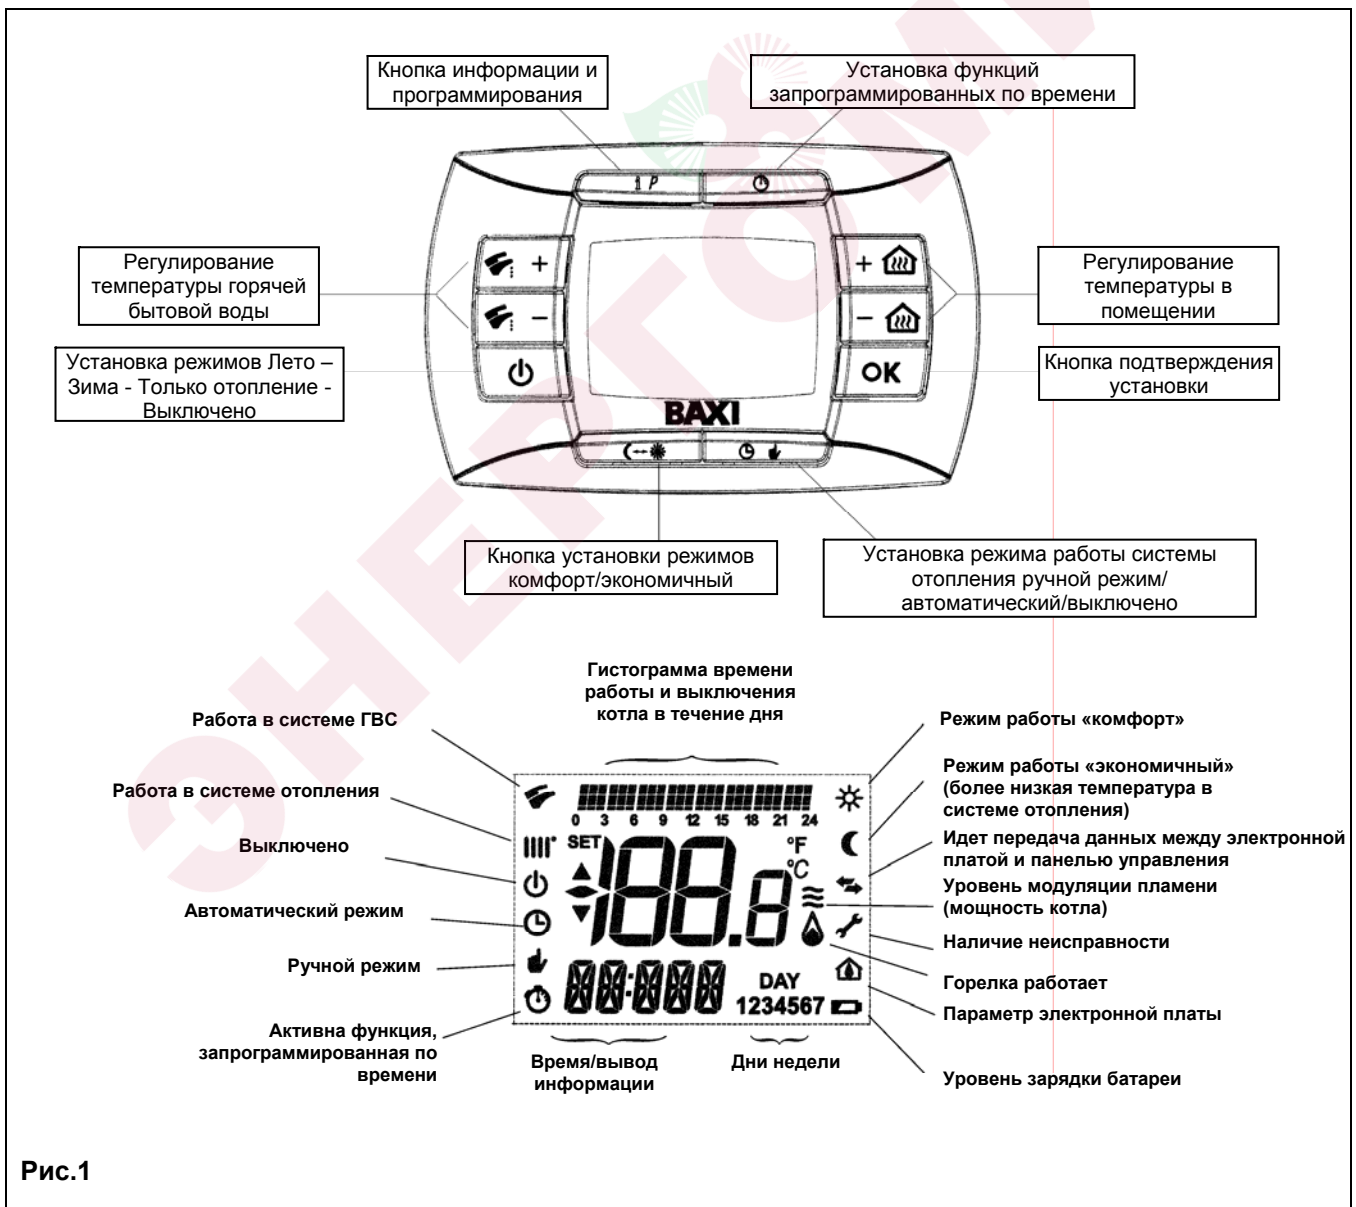 Кнопка информации и
программирования
Установка функций
запрограммированных по времени
i P
Регулирование
температуры горячей
бытовой воды
+
+
Регулирование
температуры в
помещении
−
−
Установка режимов Лето –
Зима - Только отопление -
Выключено
OK
Кнопка подтверждения
установки
BAXI
Кнопка установки режимов
комфорт/экономичный
Установка режима работы системы
отопления ручной режим/
автоматический/выключено
Гистограмма времени
работы и выключения
котла в течение дня
Работа в системе ГВС
Работа в системе отопления
Выключено
Автоматический режим
Ручной режим
Активна функция,
запрограммированная по
времени
0 3 6 9 12 15 18 21 24
SET
°F
°C
188.8
DAY
1234567
Время/вывод
информации
Дни недели
Режим работы «комфорт»
Режим работы «экономичный»
(более низкая температура в
системе отопления)
Идет передача данных между электронной
платой и панелью управления
Уровень модуляции пламени
(мощность котла)
Наличие неисправности
Горелка работает
Параметр электронной платы
Уровень зарядки батареи
Рис.1